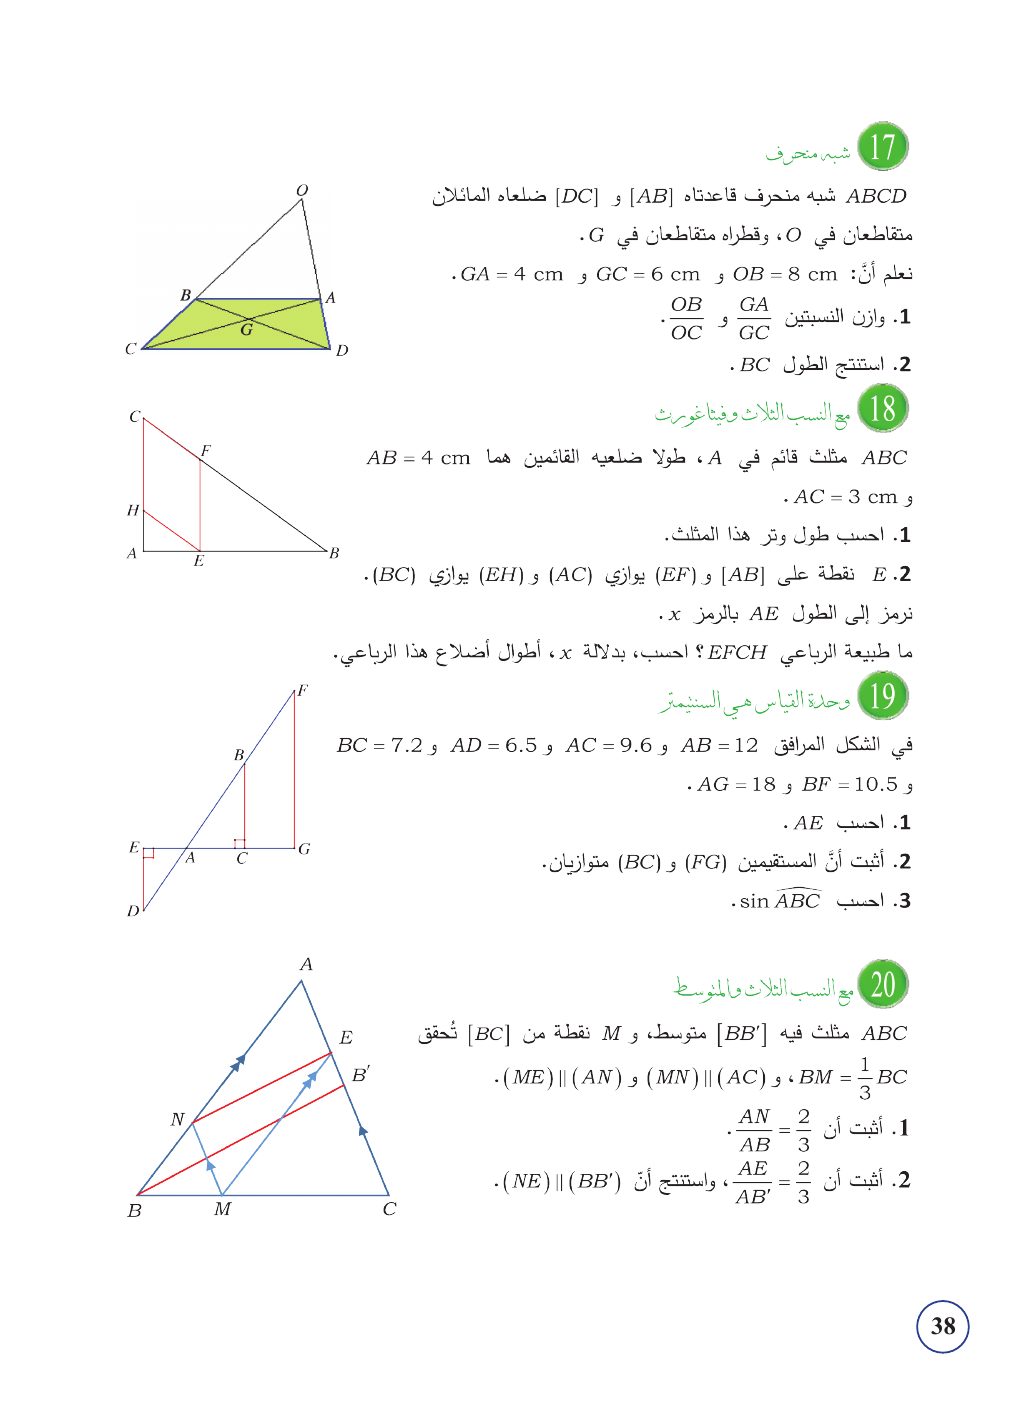 17 شبه منحرف
ABCD شبه منحرف قاعدتاه [AB] و [DC] ضلعاه المائلان
متقاطعان في O، وقطراه متقاطعان في G.
نعلم أنَّ: OB = 8 cm و GC = 6 cm و GA = 4 cm.
1. وازن النسبتين GA/GC و OB/OC.
2. استنتج الطول BC.
O
B
A
G
C
D
18 مع النسب الثلاث وفيثاغورث
ABC مثلث قائم في A، طولا ضلعيه القائمين هما AB = 4 cm
و AC = 3 cm.
1. احسب طول وتر هذا المثلث.
2. E نقطة على [AB] و (EF) يوازي (AC) و (EH) يوازي (BC).
نرمز إلى الطول AE بالرمز x.
ما طبيعة الرباعي EFCH؟ احسب، بدلالة x، أطوال أضلاع هذا الرباعي.
C
F
H
A
E
B
19 وحدة القياس هي السنتيمتر
في الشكل المرافق AB = 12 و AC = 9.6 و AD = 6.5 و BC = 7.2
و BF = 10.5 و AG = 18.
1. احسب AE.
2. أثبت أنَّ المستقيمين (FG) و (BC) متوازيان.
3. احسب sin ABC.
F
B
E
A
C
G
D
20 مع النسب الثلاث والمتوسط
ABC مثلث فيه [BB′] متوسط، و M نقطة من [BC] تُحقق
BM = 1/3 BC، و (AC) || (MN) و (AN) || (ME).
1. أثبت أن AN/AB = 2/3.
2. أثبت أن AE/AB′ = 2/3، واستنتج أنّ (NE) || (BB′).
A
E
B′
N
B
M
C
38